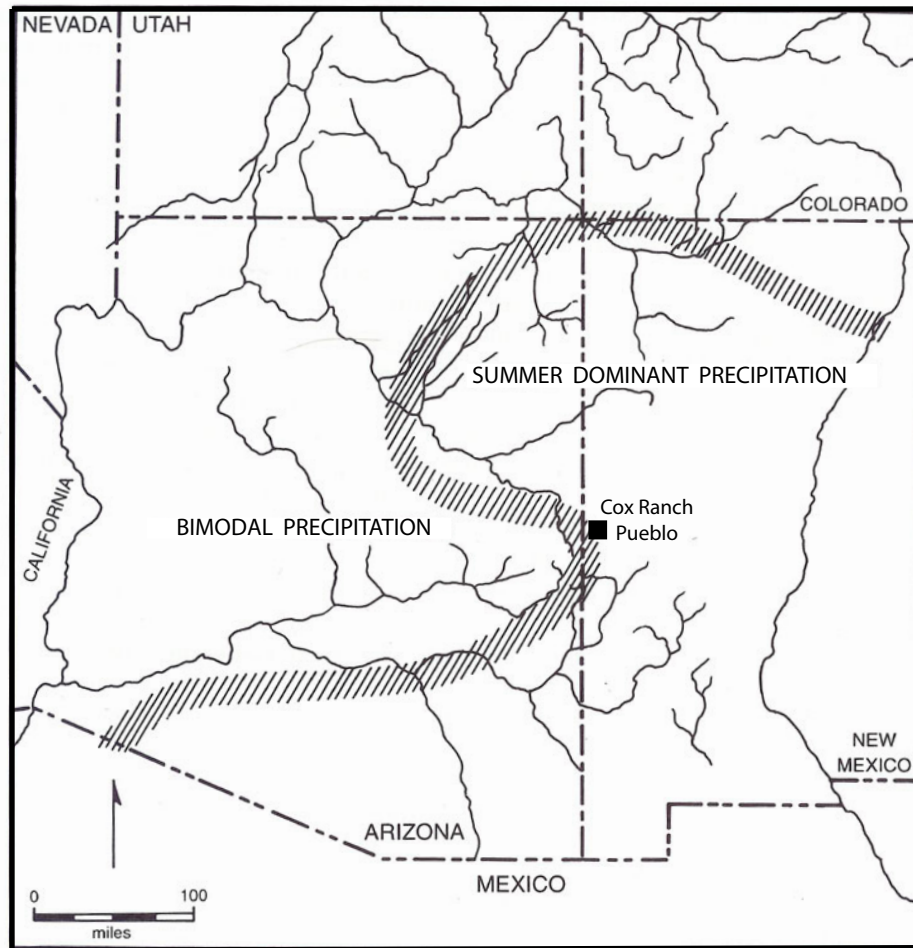 NEVADA
UTAH
COLORADO
SUMMER DOMINANT PRECIPITATION
CALIFORNIA
BIMODAL PRECIPITATION
Cox Ranch
Pueblo
NEW
MEXICO
ARIZONA
MEXICO
0 100
miles